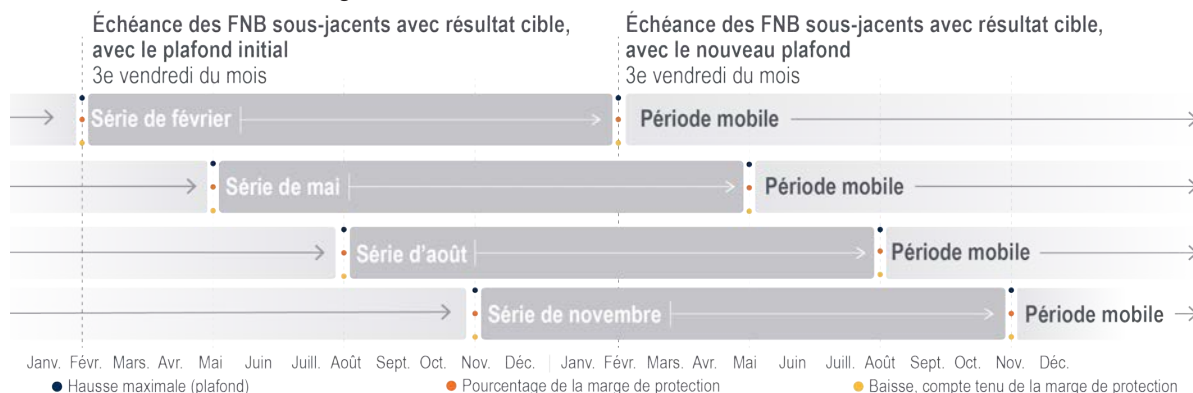 Échéance des FNB sous-jacents avec résultat cible,
avec le plafond initial
3e vendredi du mois
Échéance des FNB sous-jacents avec résultat cible,
avec le nouveau plafond
3e vendredi du mois
Série de février
Période mobile
Série de mai
Période mobile
Série d'août
Période mobile
Série de novembre
Période mobile
Janv. Févr. Mars. Avr. Mai Juin Juill. Août Sept. Oct. Nov. Déc. Janv. Févr. Mars. Avr. Mai Juin Juill. Août Sept. Oct. Nov. Déc.
Hausse maximale (plafond) Pourcentage de la marge de protection Baisse, compte tenu de la marge de protection